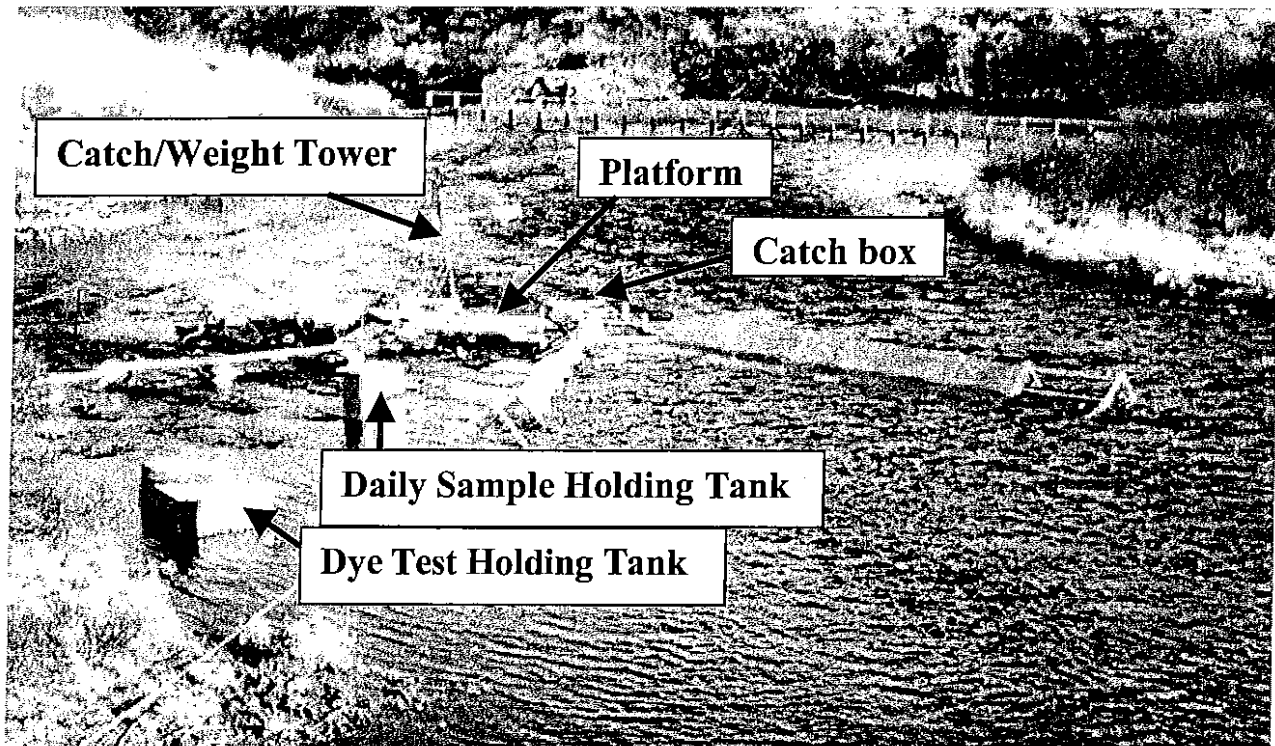 Catch/Weight Tower
Platform
Catch box
Daily Sample Holding Tank
Dye Test Holding Tank